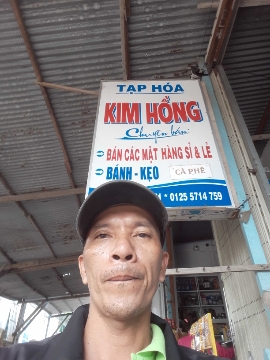 TẠP HÓA
KIM HỒNG
Chuyên bán:
BÁN CÁC MẶT HÀNG SỈ & LẺ
BÁNH - KẸO CÀ PHÊ
0125 5714 759